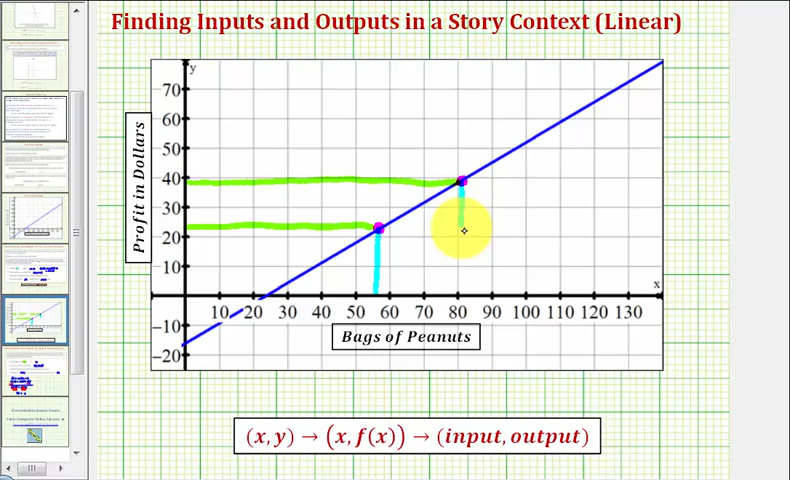 Finding Inputs and Outputs in a Story Context (Linear)
y
70
60
50
40
30
20
10
−10
−20
Profit in Dollars
x
10 20 30 40 50 60 70 80 90 100 110 120 130
Bags of Peanuts
(x, y) → (x, f(x)) → (input, output)